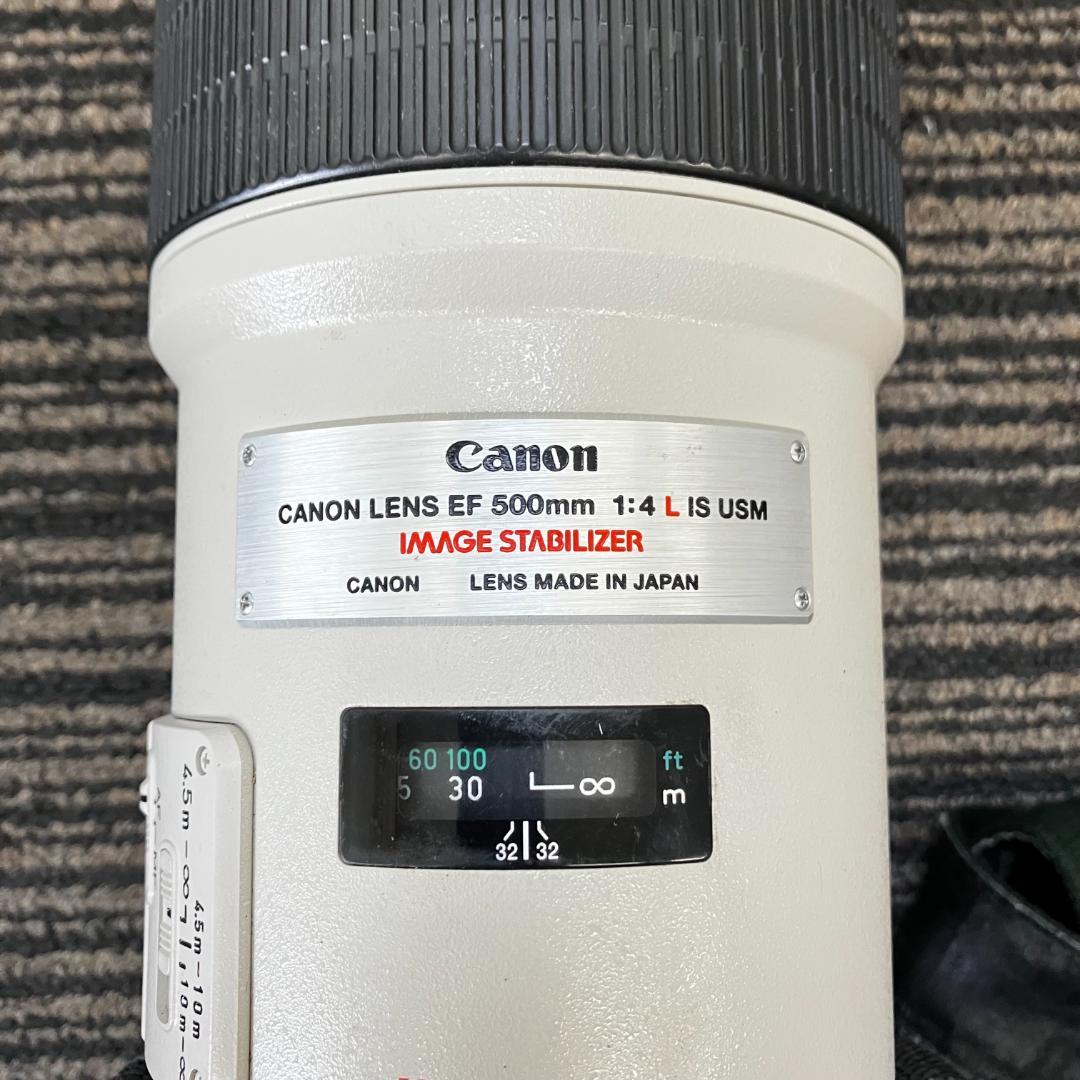 Canon
CANON LENS EF 500mm 1:4 L IS USM
IMAGE STABILIZER
CANON LENS MADE IN JAPAN
60 100 ft
5 30 ∞ m
32 32
AF
4.5m-∞
4.5m-10m
10m-∞